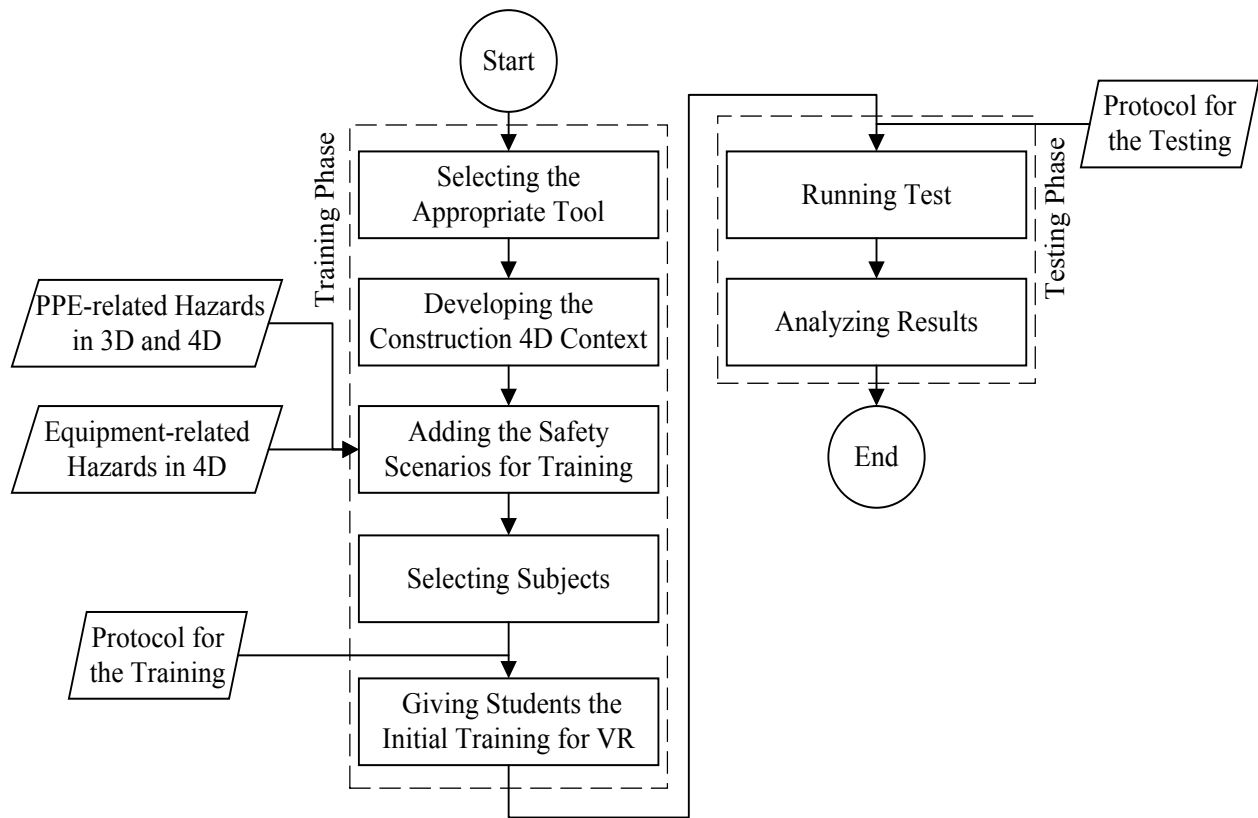 Start
Training Phase
Selecting the
Appropriate Tool
Developing the
Construction 4D Context
PPE-related Hazards
in 3D and 4D
Equipment-related
Hazards in 4D
Adding the Safety
Scenarios for Training
Selecting Subjects
Protocol for
the Training
Giving Students the
Initial Training for VR
Protocol for
the Testing
Testing Phase
Running Test
Analyzing Results
End